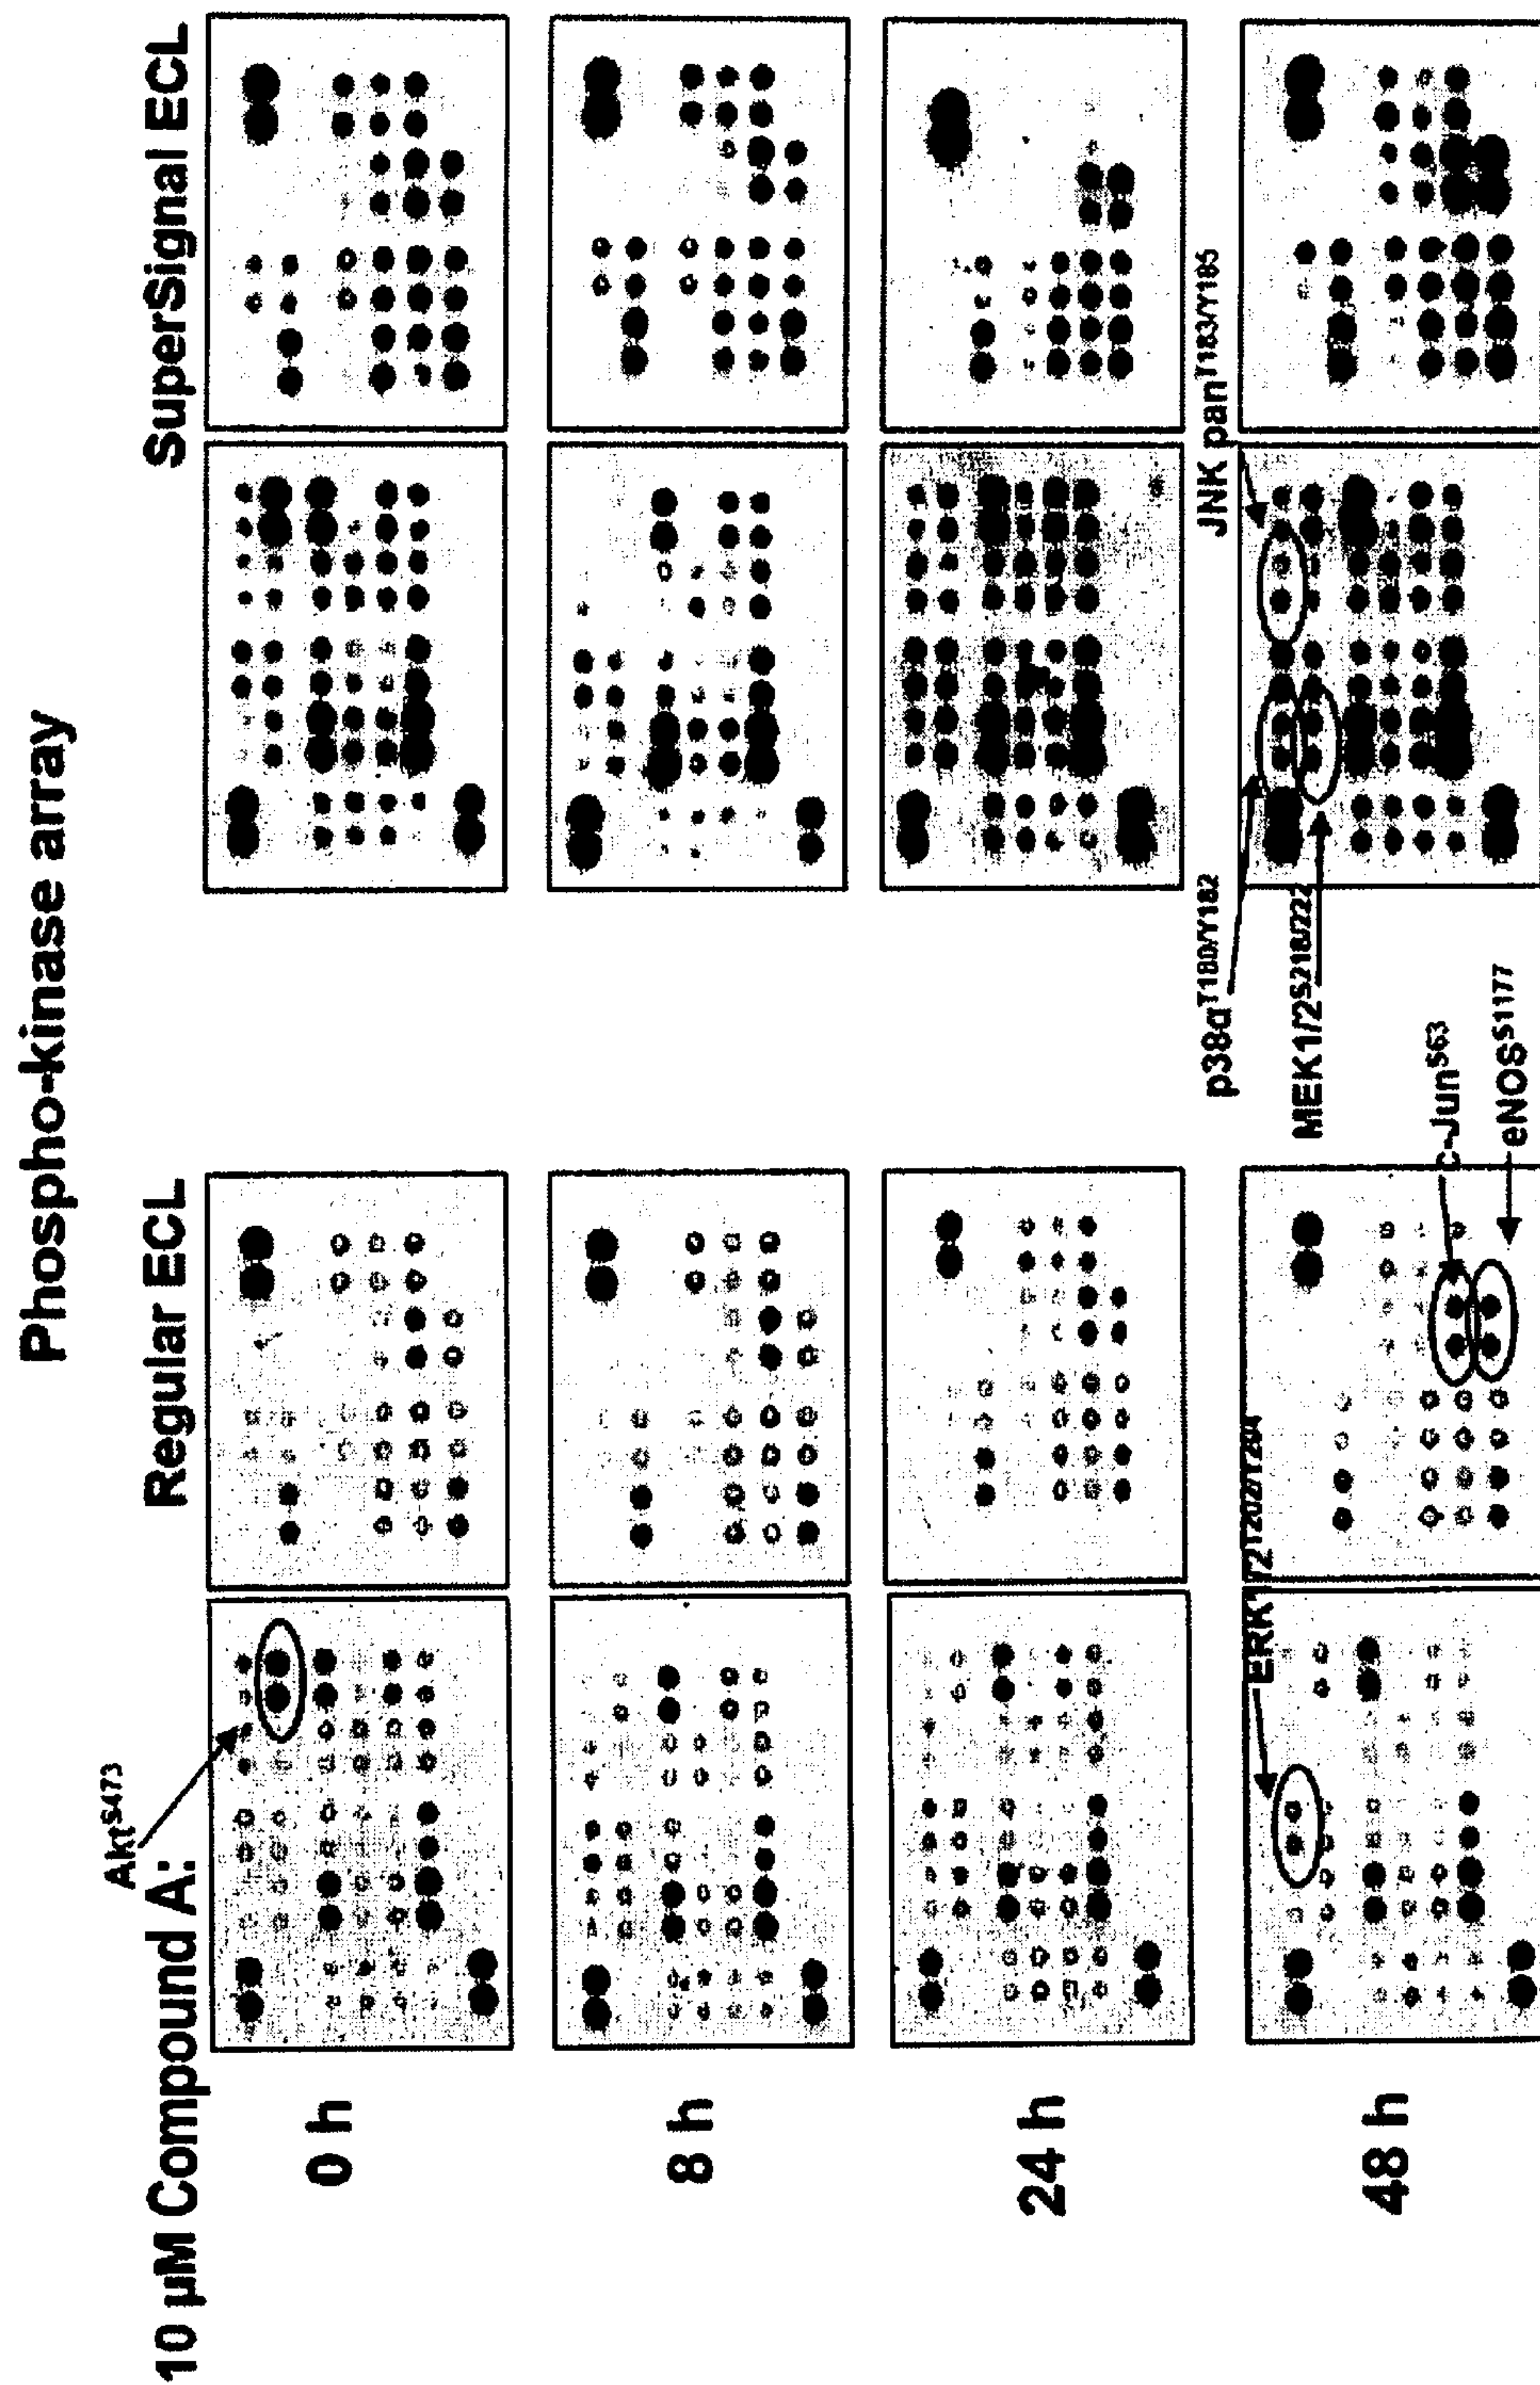 Phospho-kinase array
10 µM Compound A:
Regular ECL
SuperSignal ECL
Akt^S473
0 h
8 h
24 h
48 h
ERK1/2^T202/Y204
c-Jun^S63
eNOS^S1177
p38α^T180/Y182
MEK1/2^S218/222
JNK pan^T183/Y185